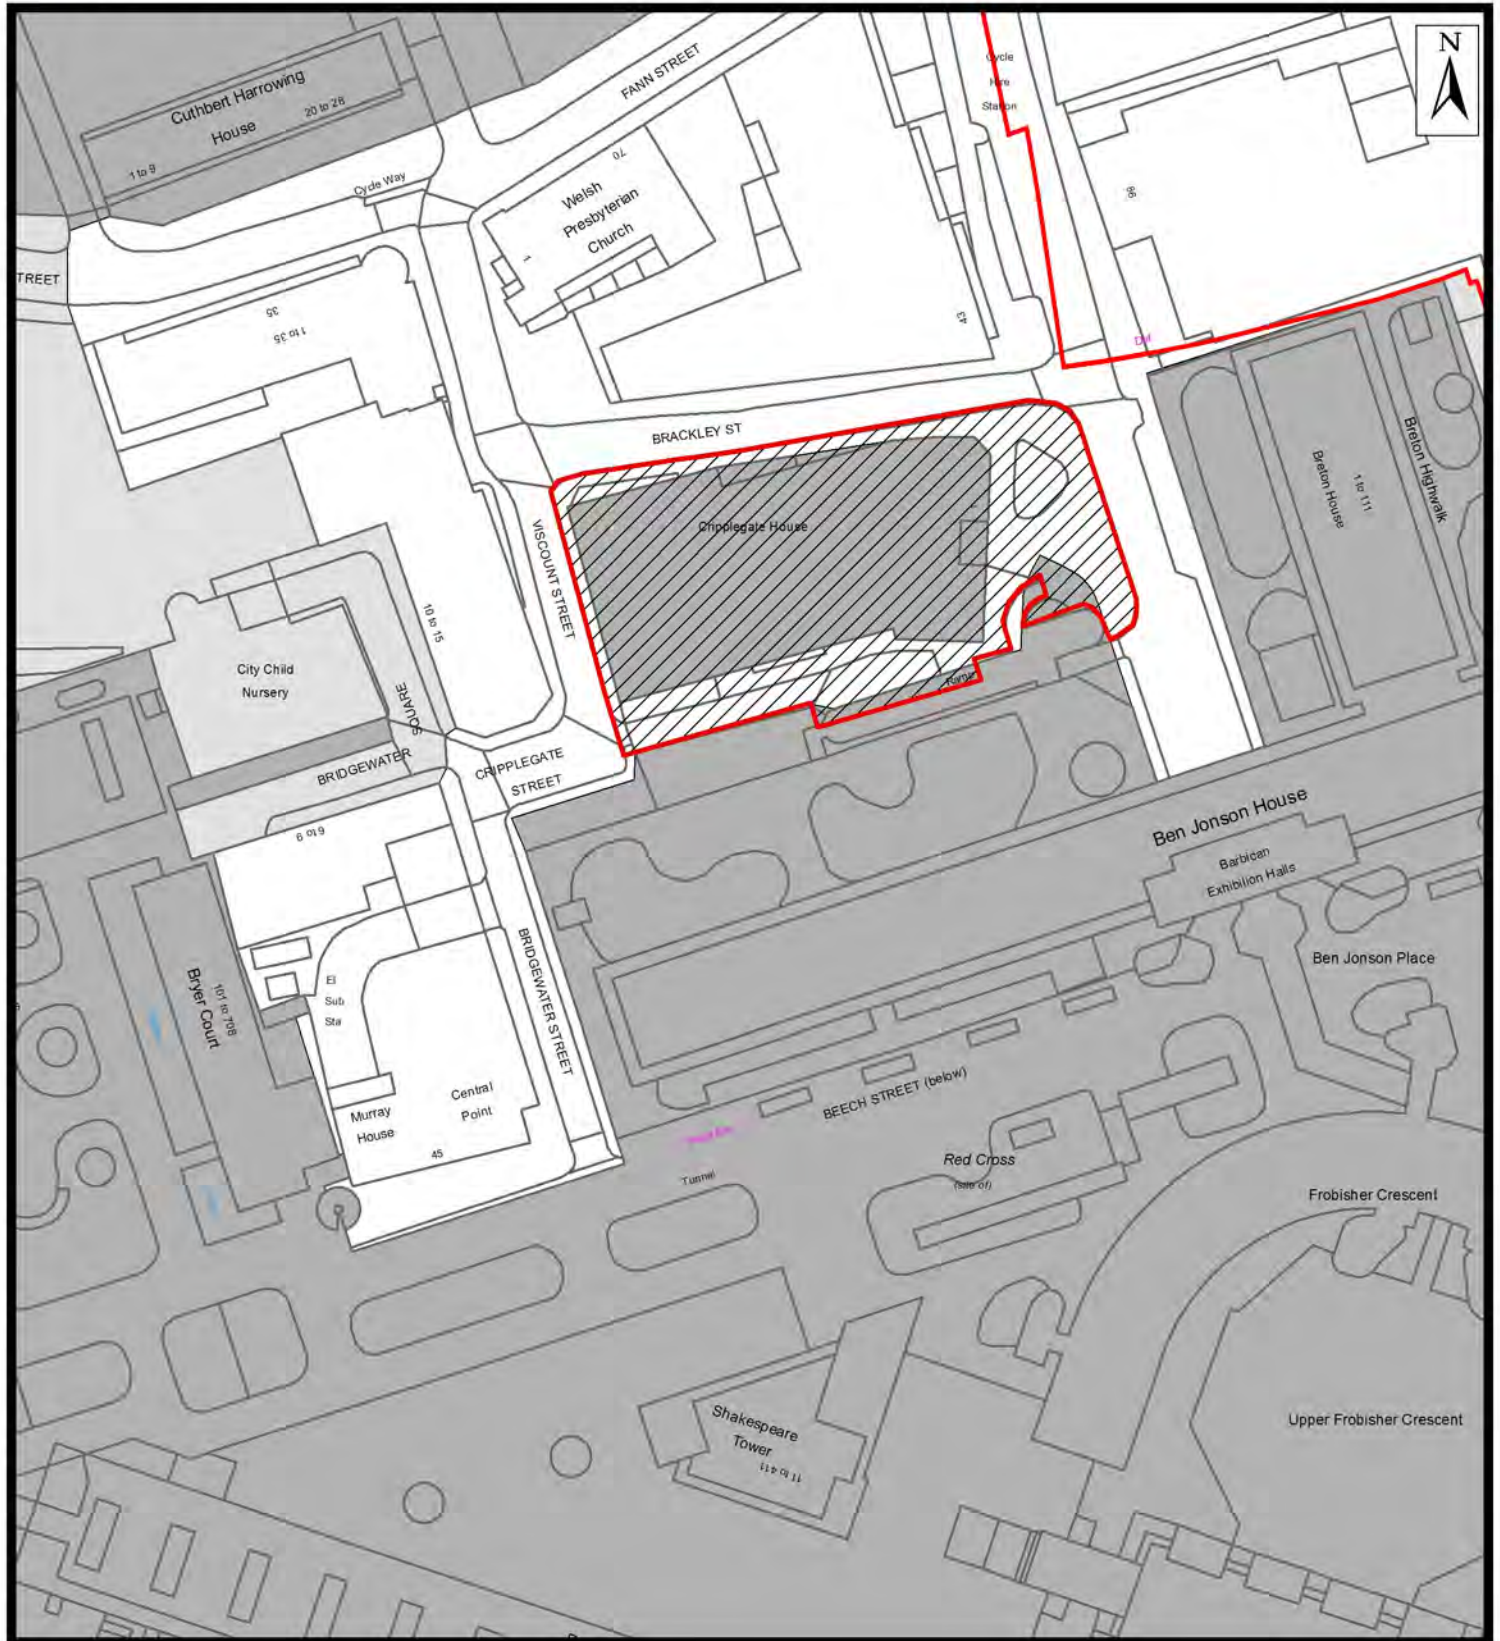 N
Cycle
Hire
Station
FANN STREET
Cuthbert Harrowing
House
20 to 28
1 to 9
Cycle Way
70
Welsh
Presbyterian
Church
1
TREET
35
1 to 35
43
Def
BRACKLEY ST
Cripplegate House
VISCOUNT STREET
Breton House
1 to 111
Breton Highwalk
10 to 15
City Child
Nursery
SQUARE
BRIDGEWATER
Ramp
CRIPPLEGATE
STREET
6 to 9
Ben Jonson House
Barbican
Exhibition Halls
BRIDGEWATER STREET
Ben Jonson Place
El
Sub
Sta
Bryer Court
101 to 708
Central
Point
Murray
House
45
BEECH STREET (below)
Tunnel
Red Cross
(site of)
Frobisher Crescent
Upper Frobisher Crescent
Shakespeare
Tower
11 to 411